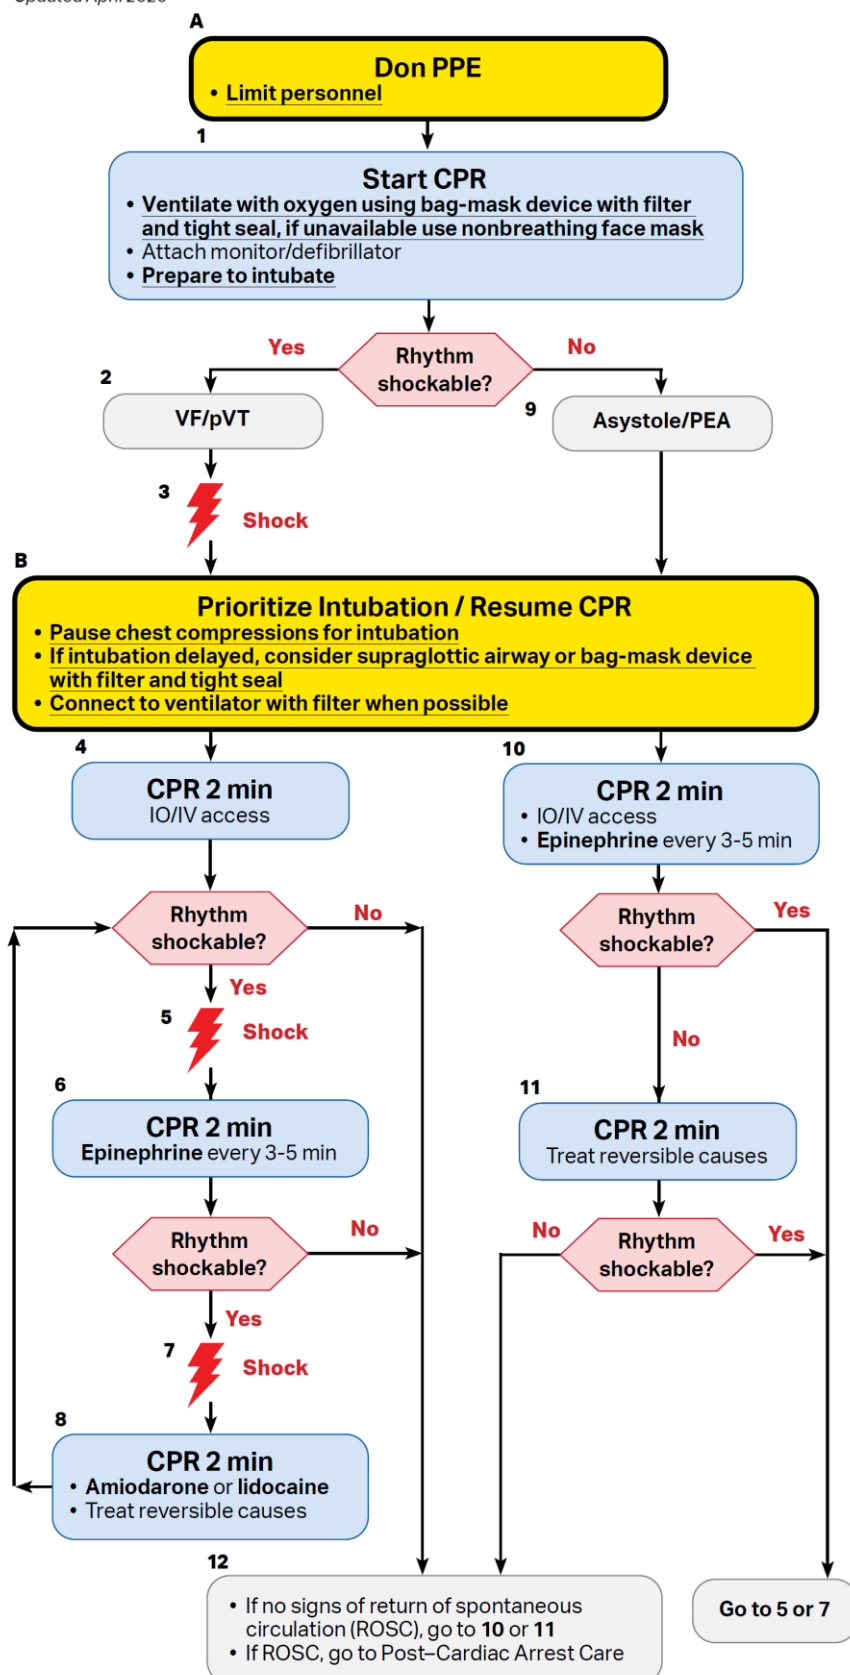 Updated April 2020
A
Don PPE
• Limit personnel
1
Start CPR
• Ventilate with oxygen using bag-mask device with filter
and tight seal, if unavailable use nonbreathing face mask
• Attach monitor/defibrillator
• Prepare to intubate
Rhythm
shockable?
Yes
No
2
VF/pVT
9
Asystole/PEA
3
Shock
B
Prioritize Intubation / Resume CPR
• Pause chest compressions for intubation
• If intubation delayed, consider supraglottic airway or bag-mask device
with filter and tight seal
• Connect to ventilator with filter when possible
4
CPR 2 min
IO/IV access
10
CPR 2 min
• IO/IV access
• Epinephrine every 3-5 min
Rhythm
shockable?
No
Yes
Rhythm
shockable?
Yes
No
5
Shock
6
CPR 2 min
Epinephrine every 3-5 min
11
CPR 2 min
Treat reversible causes
Rhythm
shockable?
No
Yes
No
Rhythm
shockable?
Yes
7
Shock
8
CPR 2 min
• Amiodarone or lidocaine
• Treat reversible causes
12
• If no signs of return of spontaneous
circulation (ROSC), go to 10 or 11
• If ROSC, go to Post–Cardiac Arrest Care
Go to 5 or 7